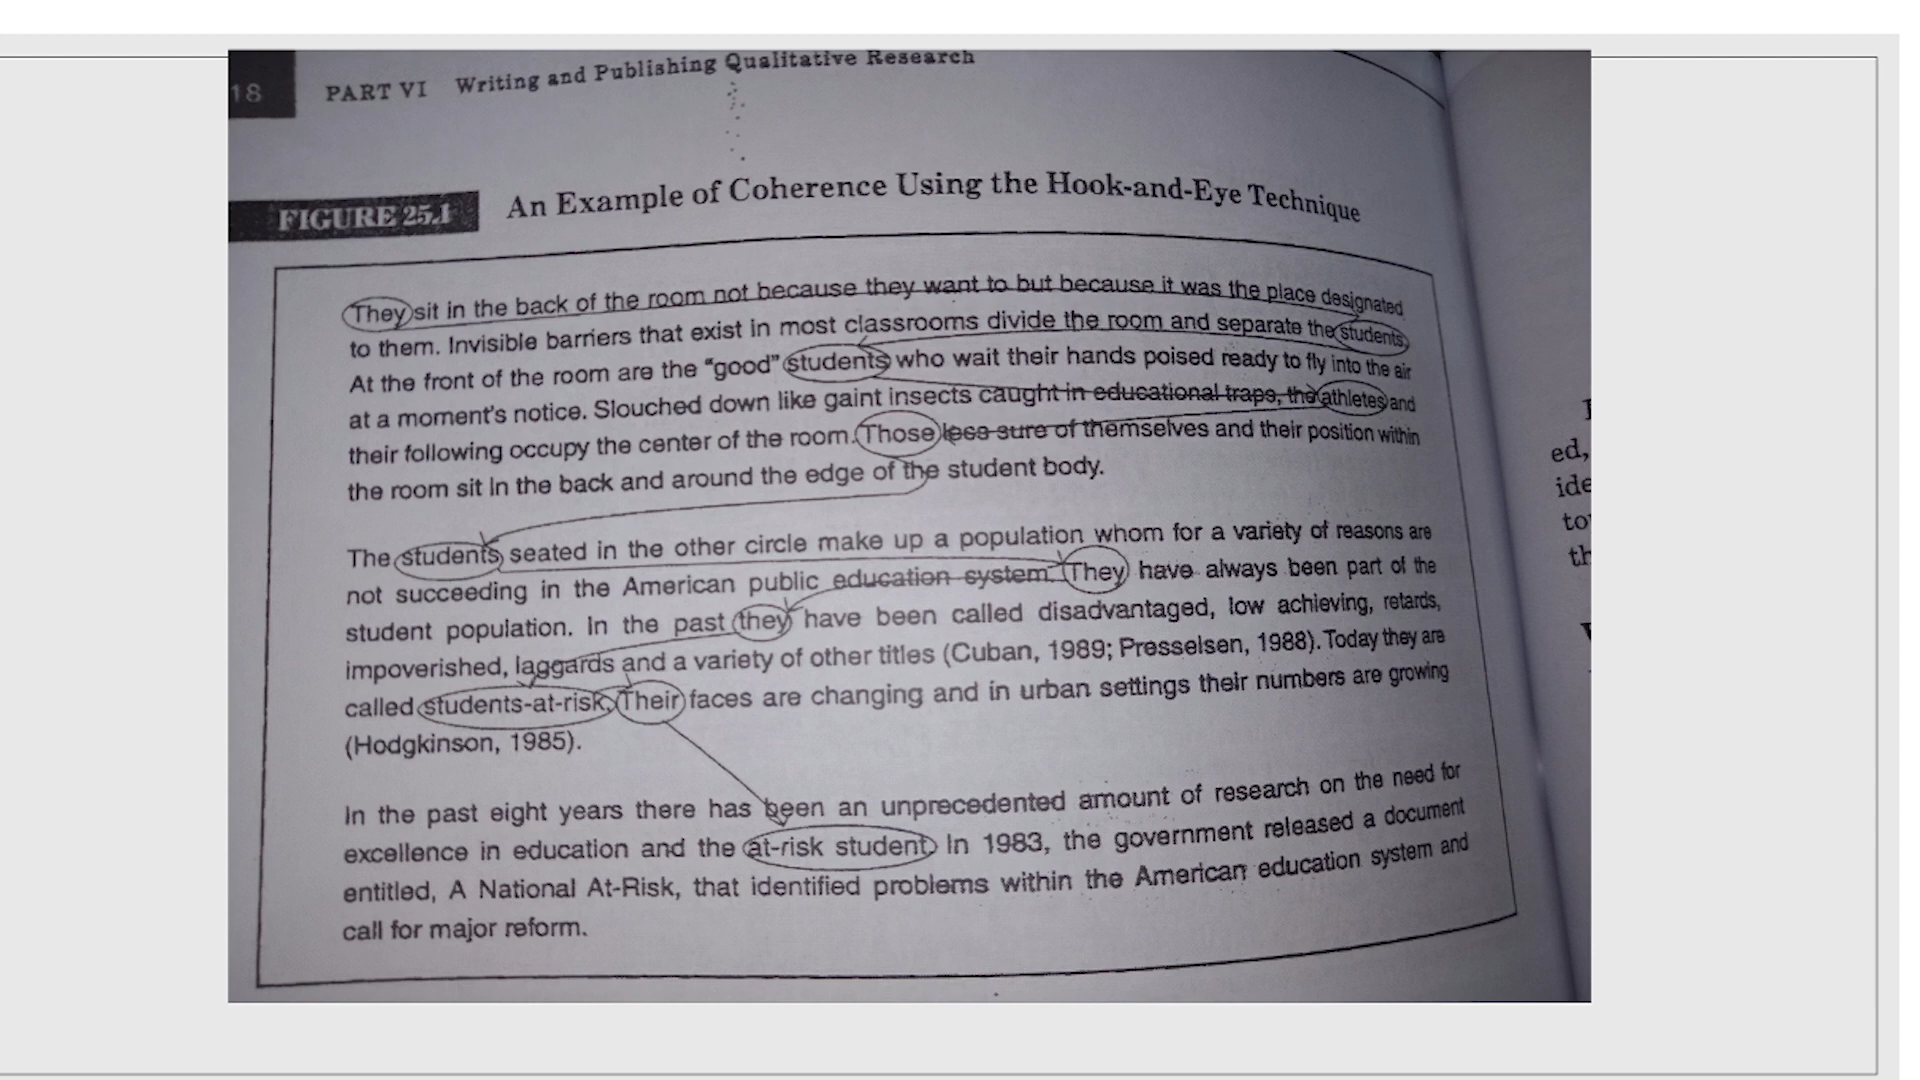 18 PART VI Writing and Publishing Qualitative Research
FIGURE 25.1 An Example of Coherence Using the Hook-and-Eye Technique
They sit in the back of the room not because they want to but because it was the place designated
to them. Invisible barriers that exist in most classrooms divide the room and separate the students.
At the front of the room are the “good” students who wait their hands poised ready to fly into the air
at a moment's notice. Slouched down like gaint insects caught in educational traps, the athletes and
their following occupy the center of the room. Those less sure of themselves and their position within
the room sit in the back and around the edge of the student body.
The students seated in the other circle make up a population whom for a variety of reasons are
not succeeding in the American public education system. They have always been part of the
student population. In the past they have been called disadvantaged, low achieving, retards,
impoverished, laggards and a variety of other titles (Cuban, 1989; Presselsen, 1988). Today they are
called students-at-risk. Their faces are changing and in urban settings their numbers are growing
(Hodgkinson, 1985).
In the past eight years there has been an unprecedented amount of research on the need for
excellence in education and the at-risk student. In 1983, the government released a document
entitled, A National At-Risk, that identified problems within the American education system and
call for major reform.
ed,
ide
th